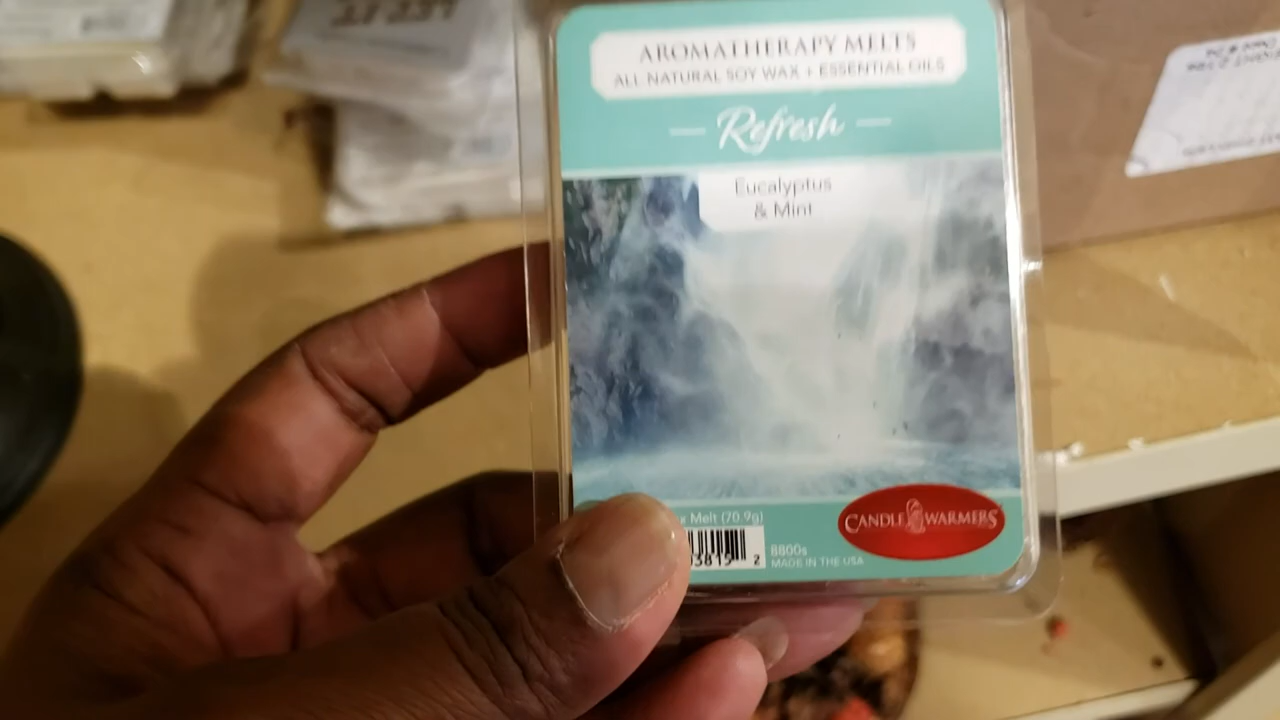 AROMATHERAPY MELTS
ALL NATURAL SOY WAX + ESSENTIAL OILS
Refresh
Eucalyptus
& Mint
x Melt (70.9g)
CANDLE WARMERS
2
8800s
MADE IN THE USA